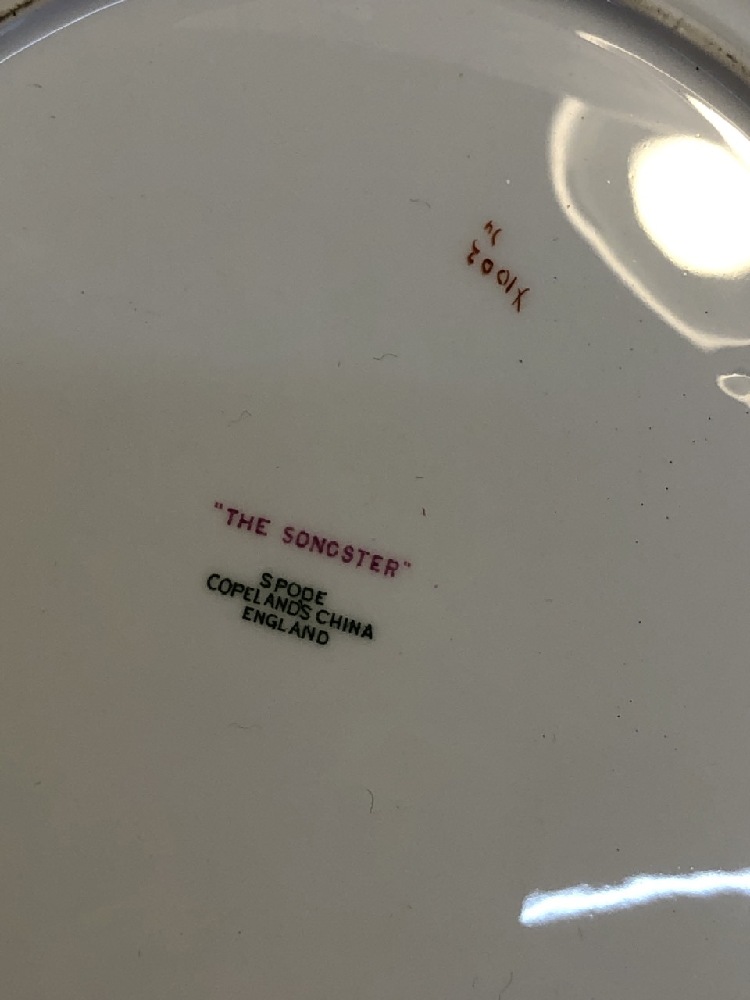 "THE SONGSTER"
SPODE
COPELANDS CHINA
ENGLAND